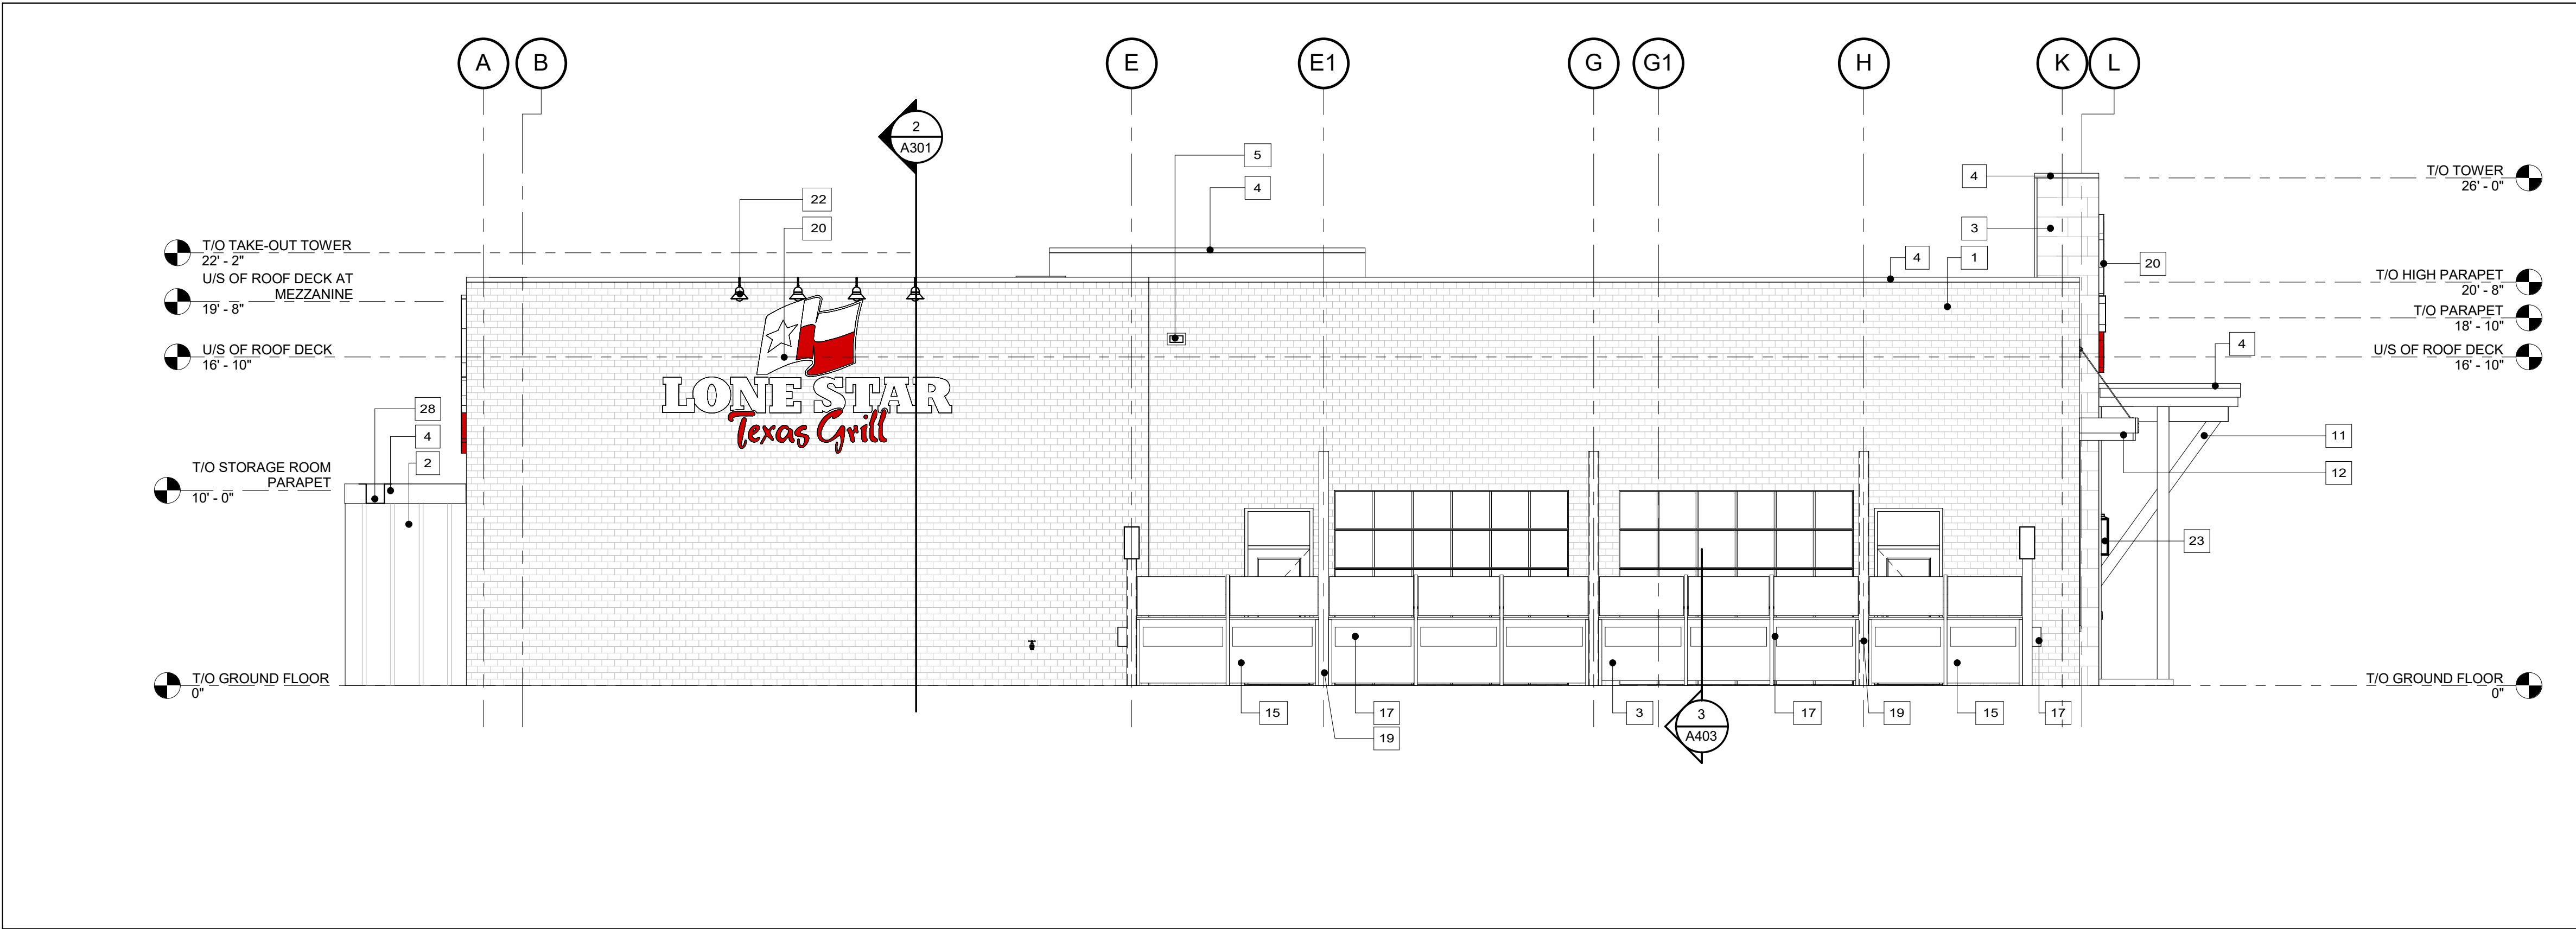 A
B
E
E1
G
G1
H
K
L
2
A301
5
4
22
20
4
3
4
1
20
4
T/O TOWER
26' - 0"
T/O TAKE-OUT TOWER
22' - 2"
U/S OF ROOF DECK AT
MEZZANINE
19' - 8"
U/S OF ROOF DECK
16' - 10"
T/O HIGH PARAPET
20' - 8"
T/O PARAPET
18' - 10"
U/S OF ROOF DECK
16' - 10"
LONE STAR
Texas Grill
28
4
2
T/O STORAGE ROOM
PARAPET
10' - 0"
11
12
23
T/O GROUND FLOOR
0"
T/O GROUND FLOOR
0"
15
17
19
3
3
A403
17
19
15
17